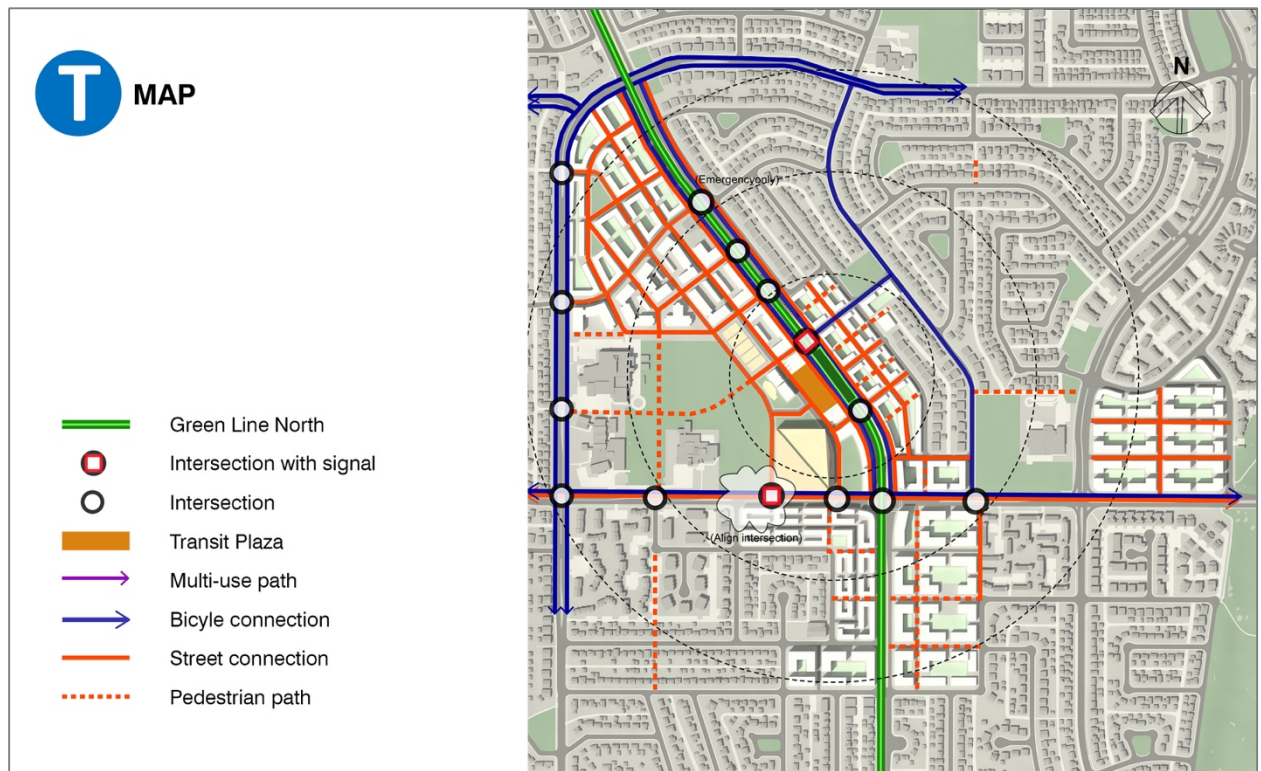 T MAP
N
(Emergencyonly)
(Align intersection)
Green Line North
Intersection with signal
Intersection
Transit Plaza
Multi-use path
Bicyle connection
Street connection
Pedestrian path